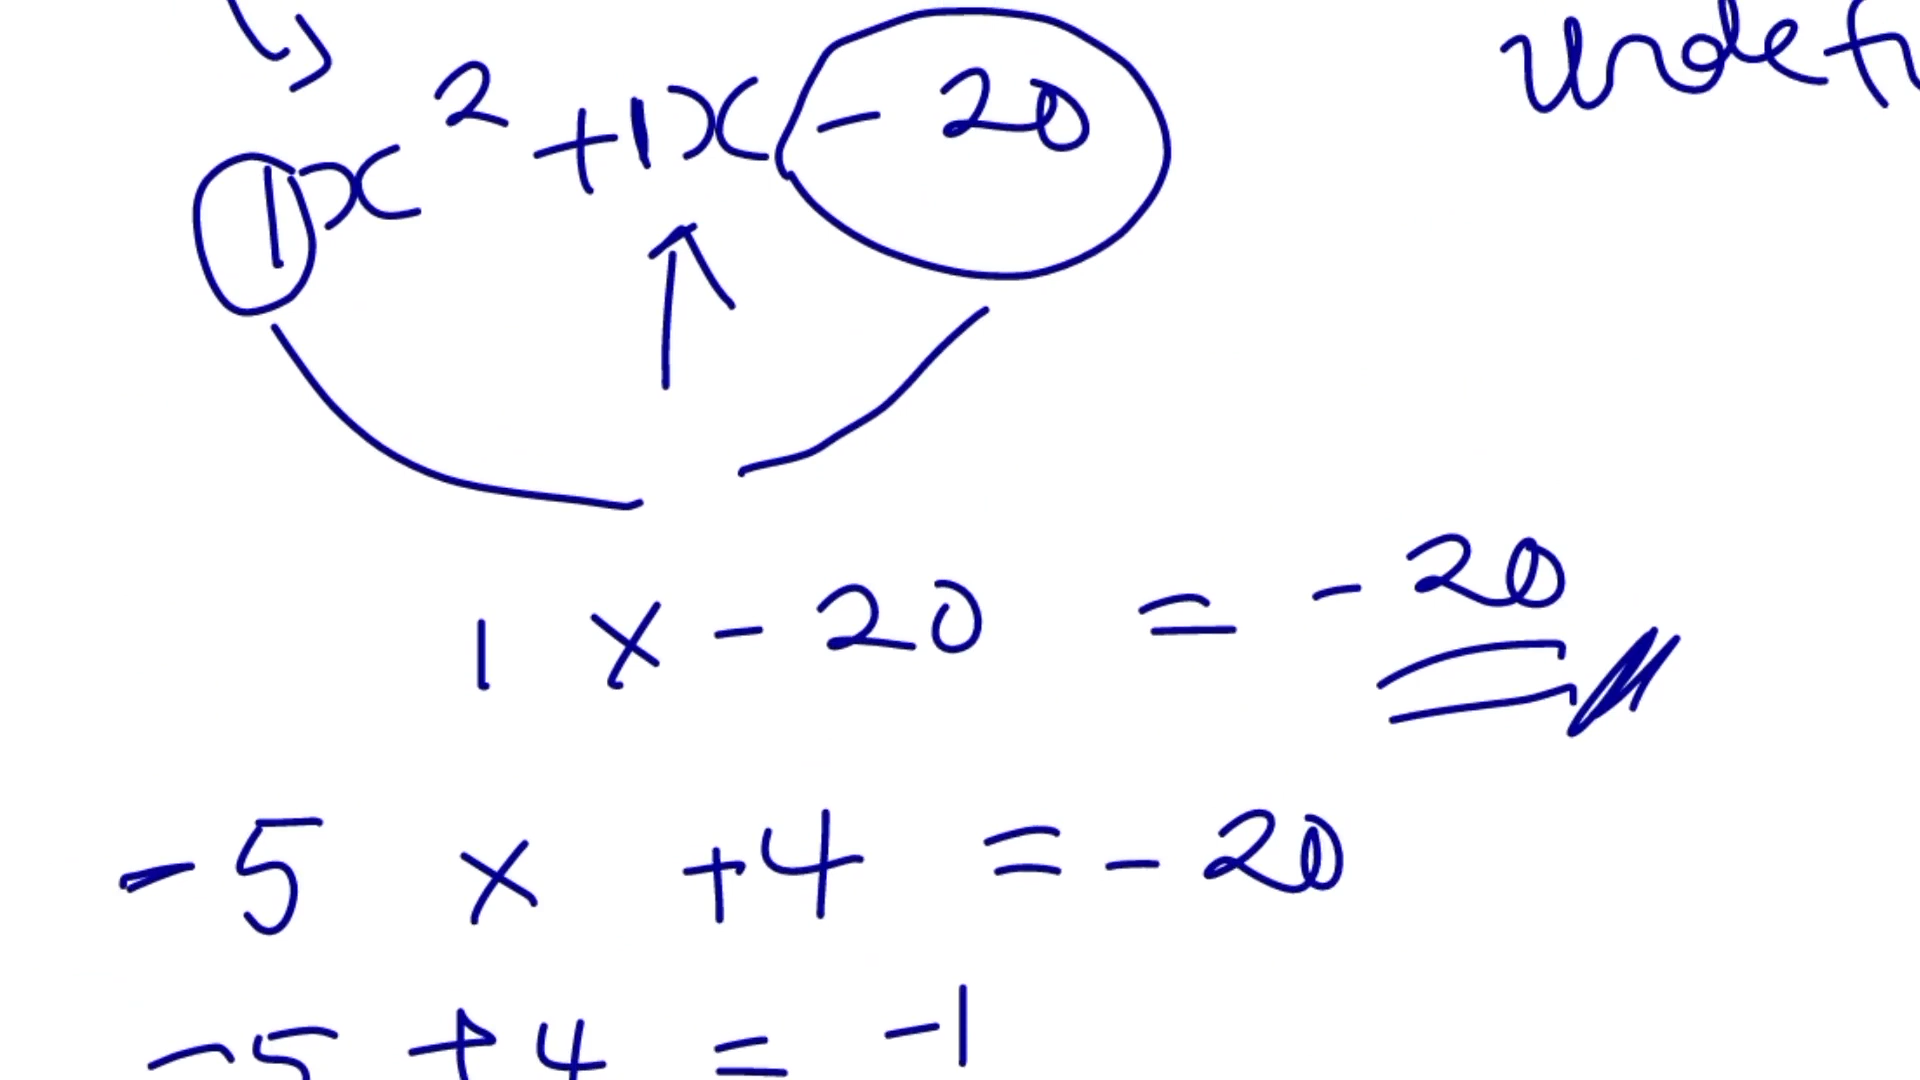 1x² +1x - 20
1 x - 20 = - 20
- 5 x +4 = - 20
- 5 + 4 = - 1